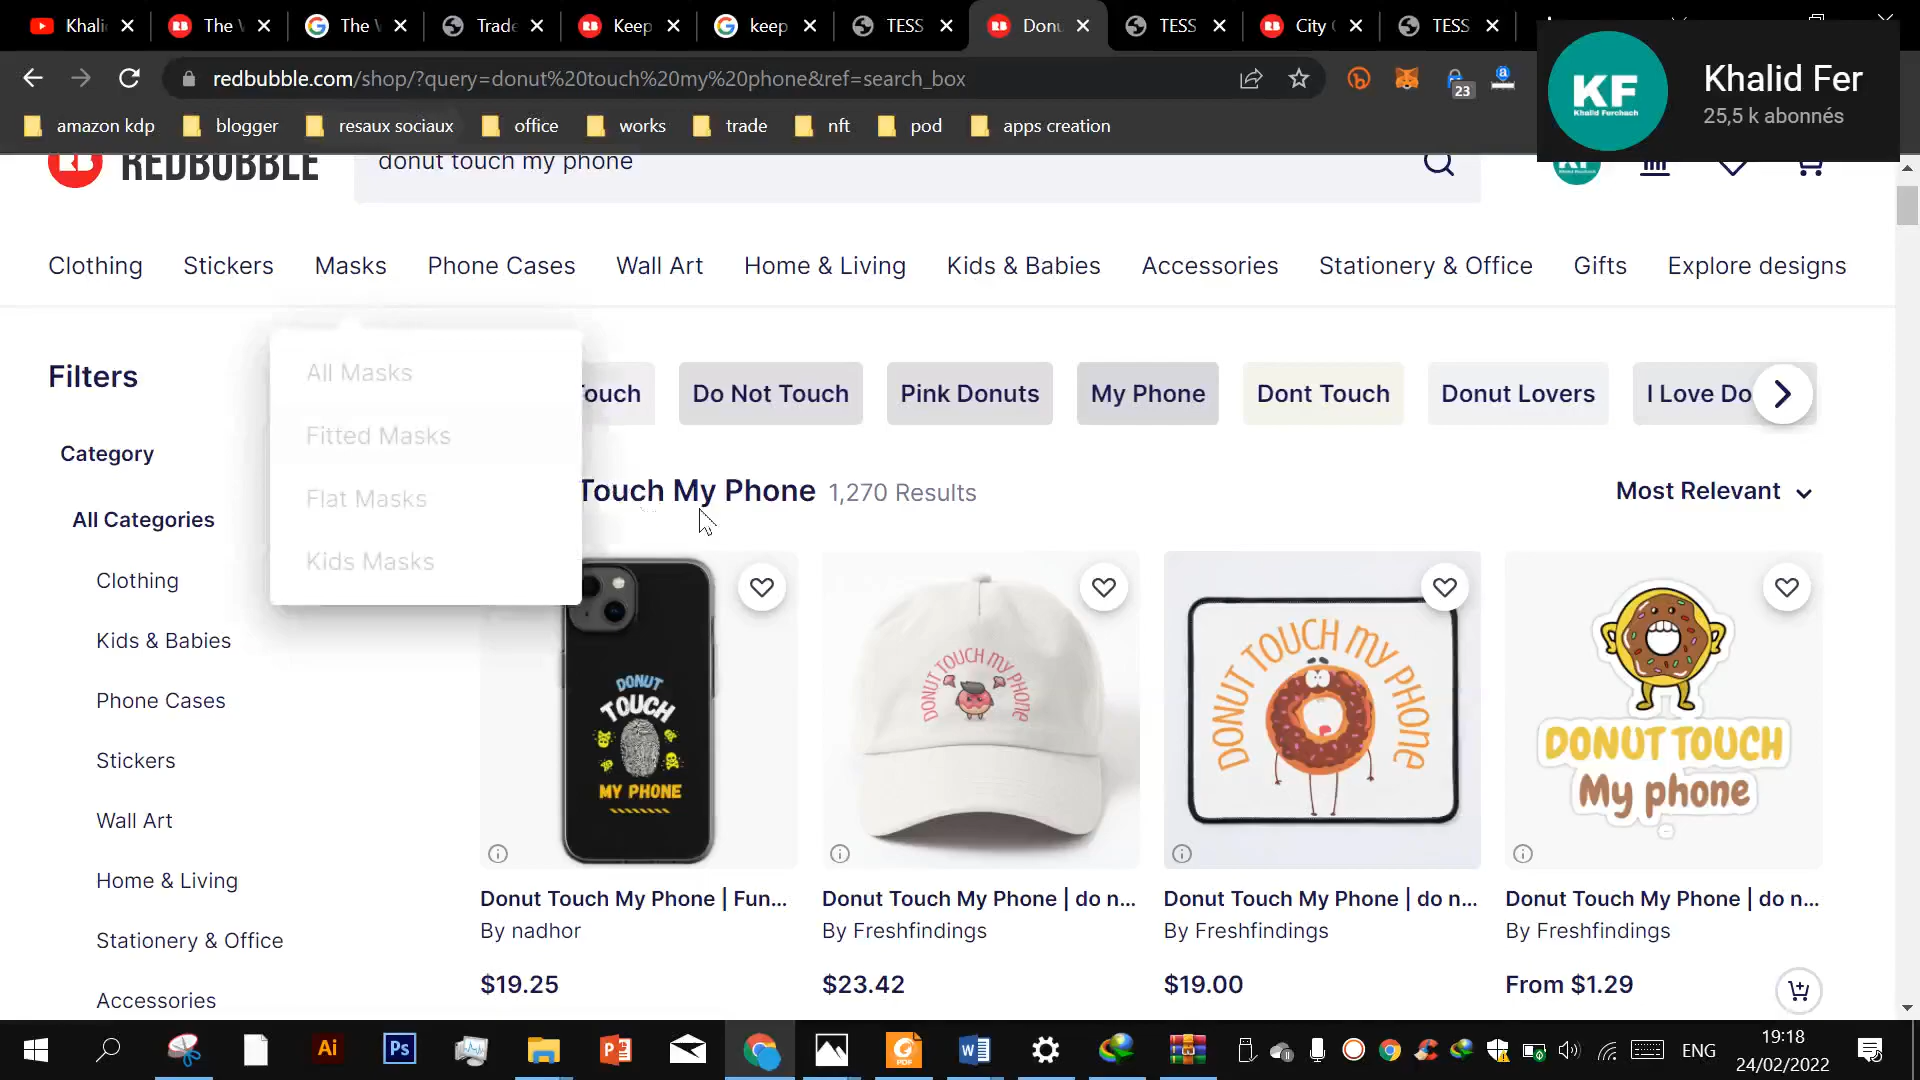 Khali
The
The
Trade
Keep
keep
TESS
Donu
TESS
City
TESS
redbubble.com/shop/?query=donut%20touch%20my%20phone&ref=search_box
23
KF
Khalid Ferchach
Khalid Fer
25,5 k abonnés
amazon kdp
blogger
resaux sociaux
office
works
trade
nft
pod
apps creation
RB
REDBUBBLE
donut touch my phone
Clothing
Stickers
Masks
Phone Cases
Wall Art
Home & Living
Kids & Babies
Accessories
Stationery & Office
Gifts
Explore designs
All Masks
Fitted Masks
Flat Masks
Kids Masks
Filters
Category
All Categories
Clothing
Kids & Babies
Phone Cases
Stickers
Wall Art
Home & Living
Stationery & Office
Accessories
ouch
Do Not Touch
Pink Donuts
My Phone
Dont Touch
Donut Lovers
I Love Do
Touch My Phone 1,270 Results
Most Relevant
DONUT
TOUCH
MY PHONE
DONUT TOUCH MY PHONE
DONUT TOUCH MY PHONE
DONUT TOUCH
My phone
Donut Touch My Phone | Fun...
By nadhor
$19.25
Donut Touch My Phone | do n...
By Freshfindings
$23.42
Donut Touch My Phone | do n...
By Freshfindings
$19.00
Donut Touch My Phone | do n...
By Freshfindings
From $1.29
Ai
Ps
PDF
ENG
19:18
24/02/2022